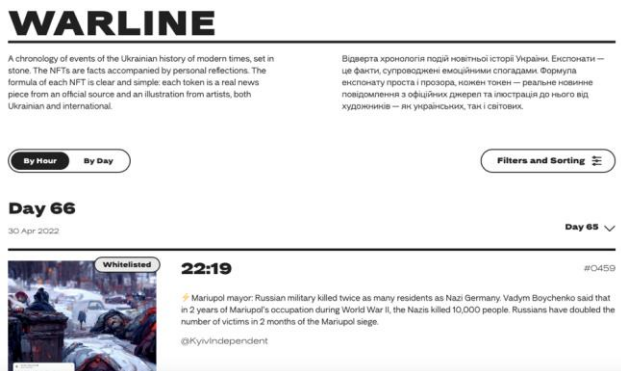 WARLINE
A chronology of events of the Ukrainian history of modern times, set in
stone. The NFTs are facts accompanied by personal reflections. The
formula of each NFT is clear and simple: each token is a real news
piece from an official source and an illustration from artists, both
Ukrainian and international.
Відверта хронологія подій новітньої історії України. Експонати —
це факти, супроводжені емоційними спогадами. Формула
експонату проста і прозора, кожен токен — реальне новинне
повідомлення з офіційних джерел та ілюстрація до нього від
художників — як українських, так і світових.
By Hour
By Day
Filters and Sorting
Day 66
30 Apr 2022
Day 65
Whitelisted
22:19
#0459
⚡Mariupol mayor: Russian military killed twice as many residents as Nazi Germany. Vadym Boychenko said that
in 2 years of Mariupol's occupation during World War II, the Nazis killed 10,000 people. Russians have doubled the
number of victims in 2 months of the Mariupol siege.
@KyivIndependent